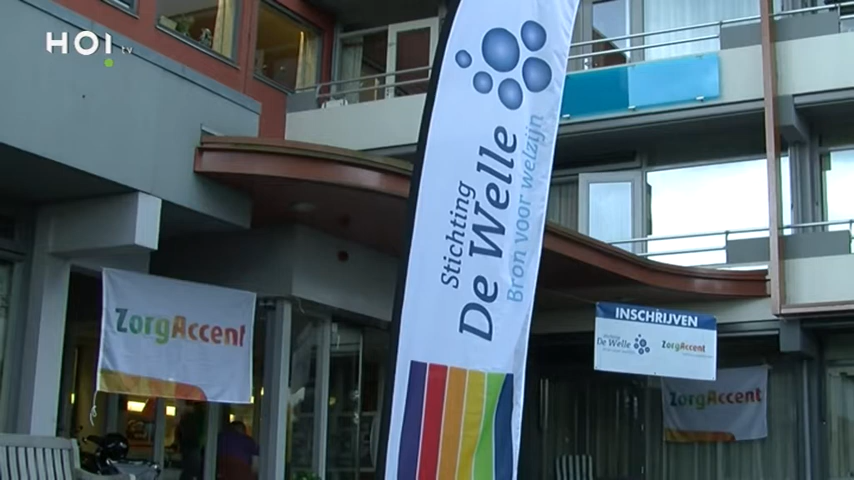 HOI tv
Stichting
De Welle
Bron voor welzijn
ZorgAccent
INSCHRIJVEN
De Welle
ZorgAccent
ZorgAccent